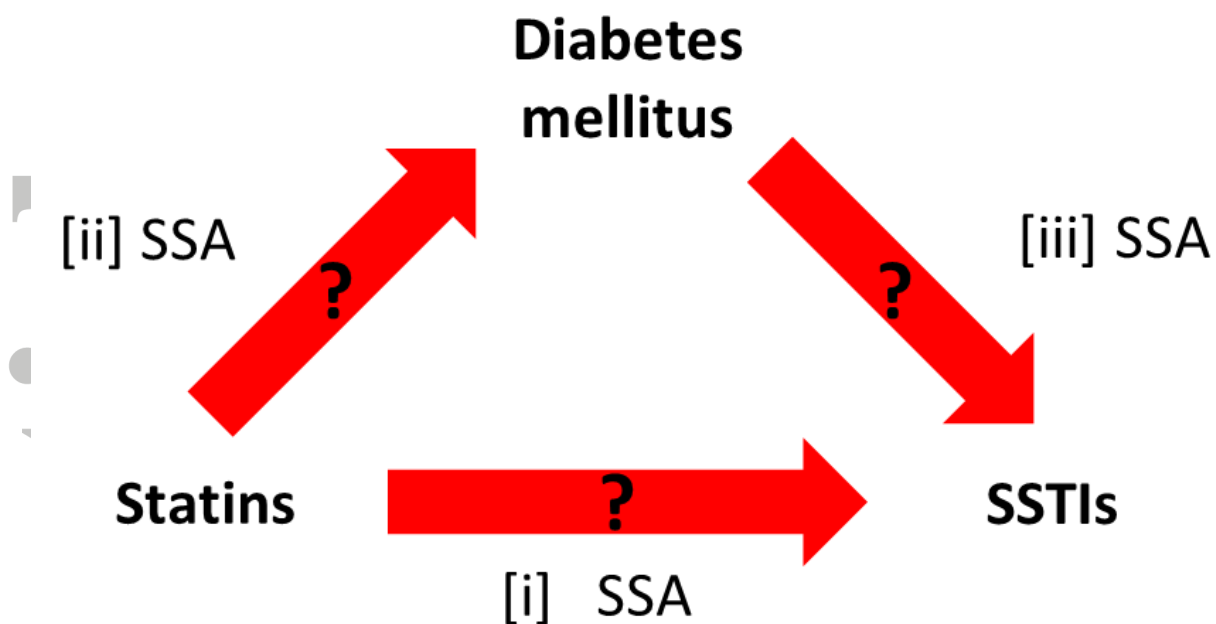 Diabetes
mellitus
[ii] SSA
[iii] SSA
?
?
Statins
?
SSTIs
[i] SSA